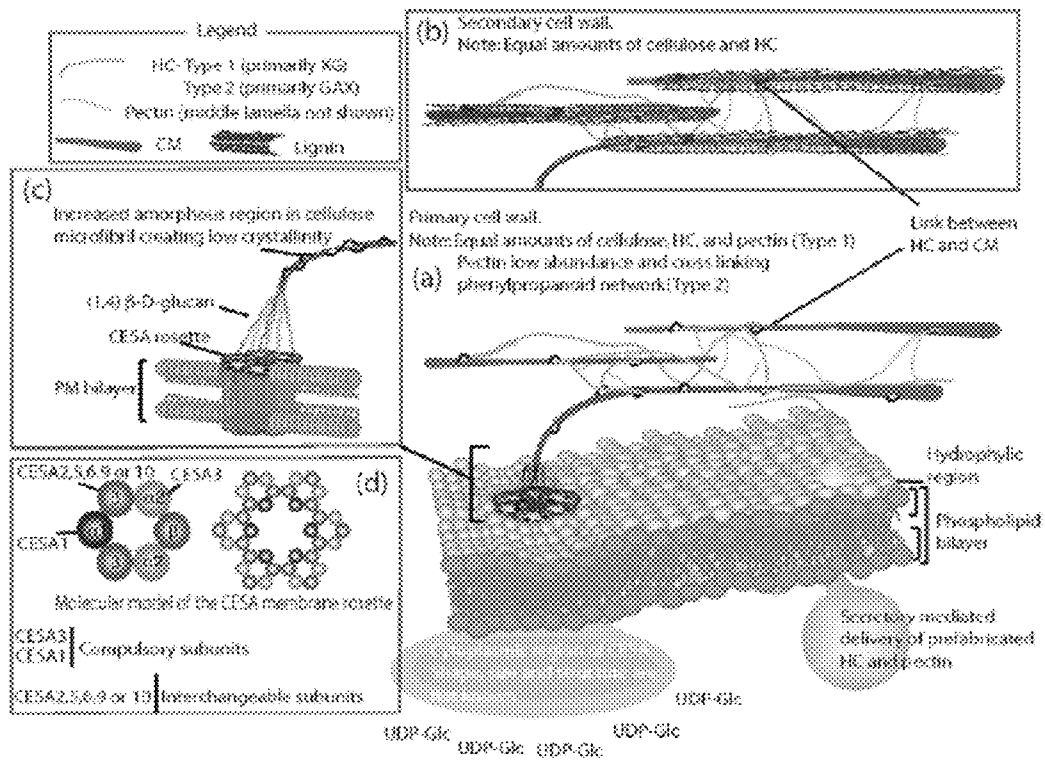 Legend
HC- Type 1 (primarily XG)
Type 2 (primarily GAX)
Pectin (middle lamella not shown)
CM
Lignin
(b)
Secondary cell wall.
Note: Equal amounts of cellulose and HC
(c)
Increased amorphous region in cellulose
microfibril creating low crystallinity
(1,4) β-D-glucan
CESA rosette
PM bilayer
Primary cell wall.
Note: Equal amounts of cellulose, HC, and pectin (Type 1)
Pectin low abundance and cross linking
phenylpropanoid network (Type 2)
(a)
Link between
HC and CM
Hydrophylic
region
Phospholipid
bilayer
Secretory mediated
delivery of prefabricated
HC and pectin
(d)
CESA2,5,6,9 or 10
CESA3
CESA1
α2
β
Molecular model of the CESA membrane rosette
CESA3
CESA1
Compulsory subunits
CESA2,5,6,9 or 10
Interchangeable subunits
UDP-Glc
UDP-Glc
UDP-Glc
UDP-Glc
UDP-Glc